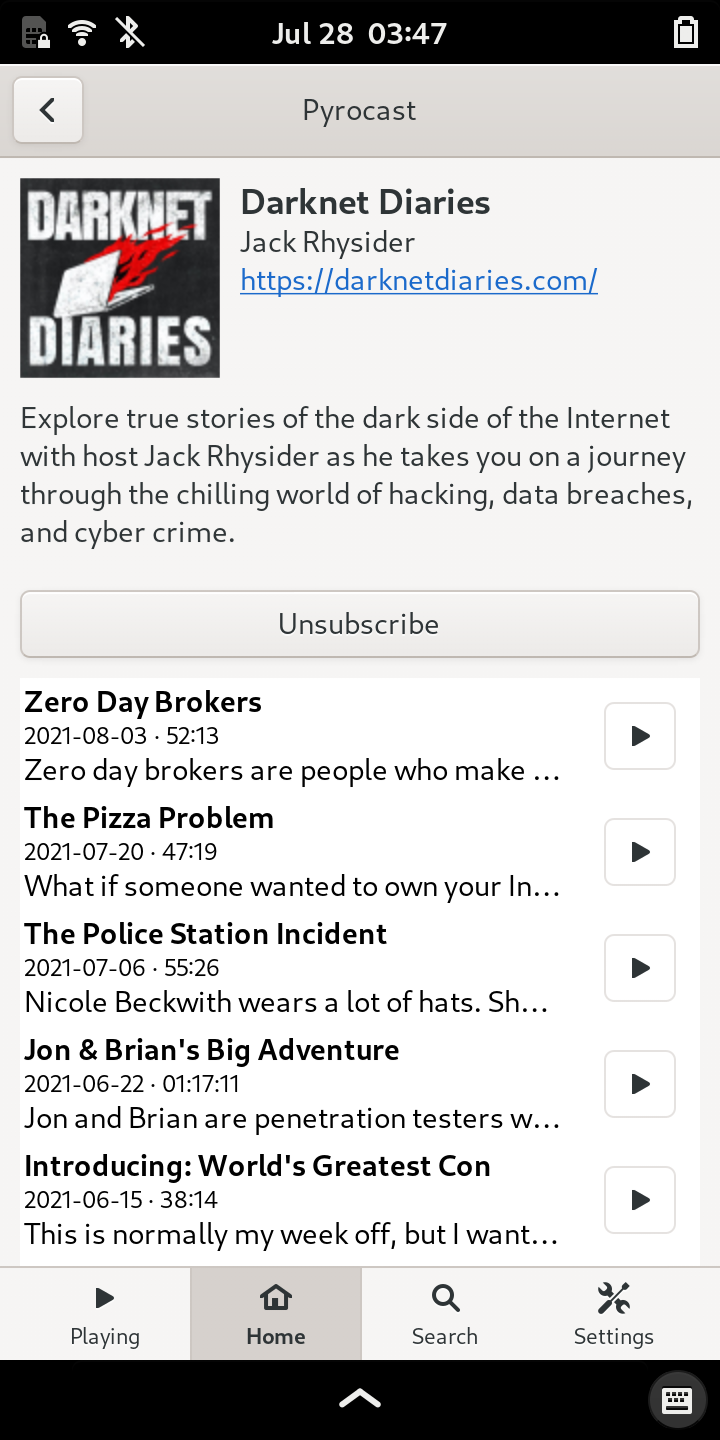 Jul 28 03:47
Pyrocast
DARKNET
DIARIES
Darknet Diaries
Jack Rhysider
https://darknetdiaries.com/
Explore true stories of the dark side of the Internet
with host Jack Rhysider as he takes you on a journey
through the chilling world of hacking, data breaches,
and cyber crime.
Unsubscribe
Zero Day Brokers
2021-08-03 · 52:13
Zero day brokers are people who make …
The Pizza Problem
2021-07-20 · 47:19
What if someone wanted to own your In…
The Police Station Incident
2021-07-06 · 55:26
Nicole Beckwith wears a lot of hats. Sh…
Jon & Brian's Big Adventure
2021-06-22 · 01:17:11
Jon and Brian are penetration testers w…
Introducing: World's Greatest Con
2021-06-15 · 38:14
This is normally my week off, but I want…
Playing
Home
Search
Settings